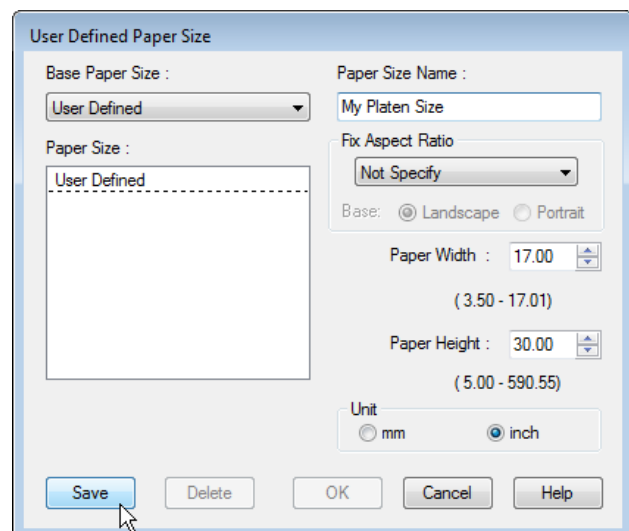 User Defined Paper Size
Base Paper Size :
User Defined
Paper Size :
User Defined
Paper Size Name :
My Platen Size
Fix Aspect Ratio
Not Specify
Base: Landscape Portrait
Paper Width : 17.00
( 3.50 - 17.01)
Paper Height : 30.00
( 5.00 - 590.55)
Unit
mm inch
Save Delete OK Cancel Help